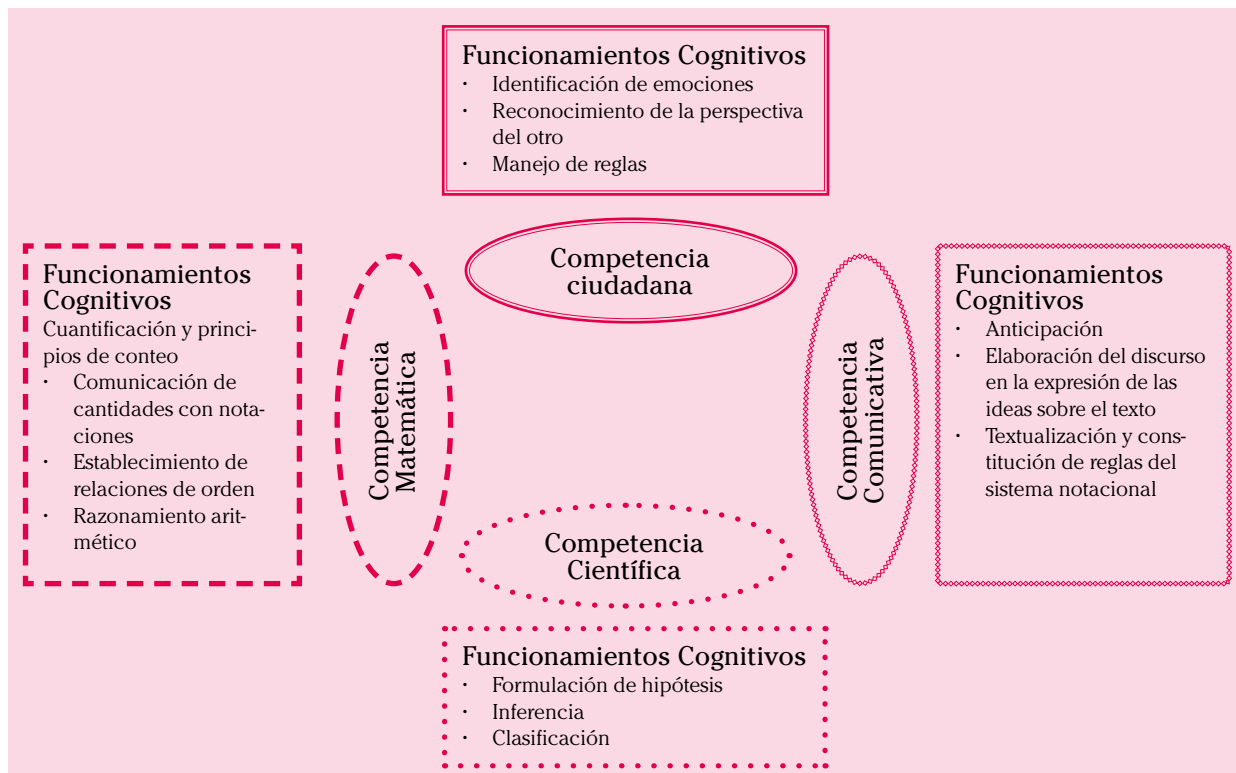 Funcionamientos Cognitivos
· Identificación de emociones
· Reconocimiento de la perspectiva
del otro
· Manejo de reglas
Competencia
ciudadana
Funcionamientos
Cognitivos
Cuantificación y princi-
pios de conteo
· Comunicación de
cantidades con nota-
ciones
· Establecimiento de
relaciones de orden
· Razonamiento arit-
mético
Competencia
Matemática
Competencia
Comunicativa
Funcionamientos
Cognitivos
· Anticipación
· Elaboración del discurso
en la expresión de las
ideas sobre el texto
· Textualización y cons-
titución de reglas del
sistema notacional
Competencia
Científica
Funcionamientos Cognitivos
· Formulación de hipótesis
· Inferencia
· Clasificación